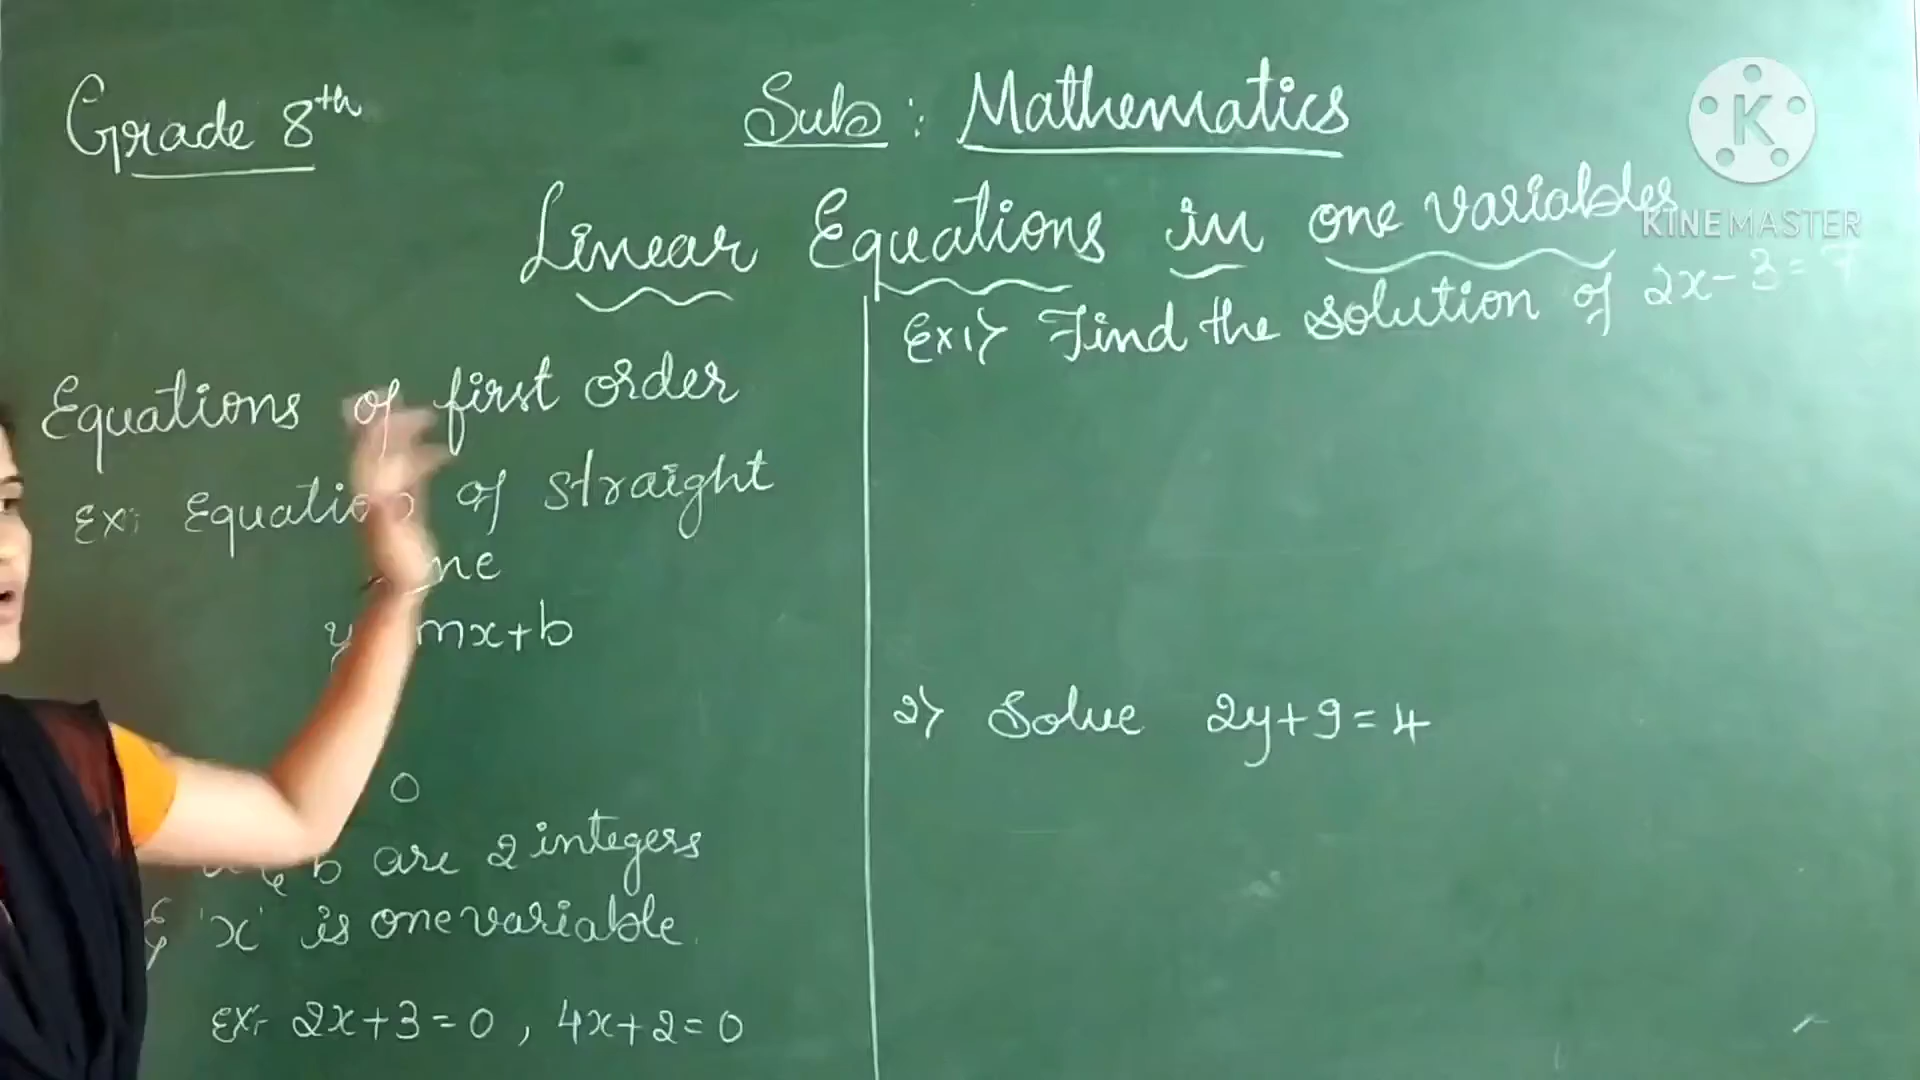 Grade 8th
Sub : Mathematics
K
KINEMASTER
Linear Equations in one variables
Equations of first order
Ex: Equation of straight
mx+b
0
b are 2 integers
& 'x' is one variable.
Ex:- 2x+3=0, 4x+2=0
Ex1> Find the solution of 2x-3=7
2> Solve 2y+9=4